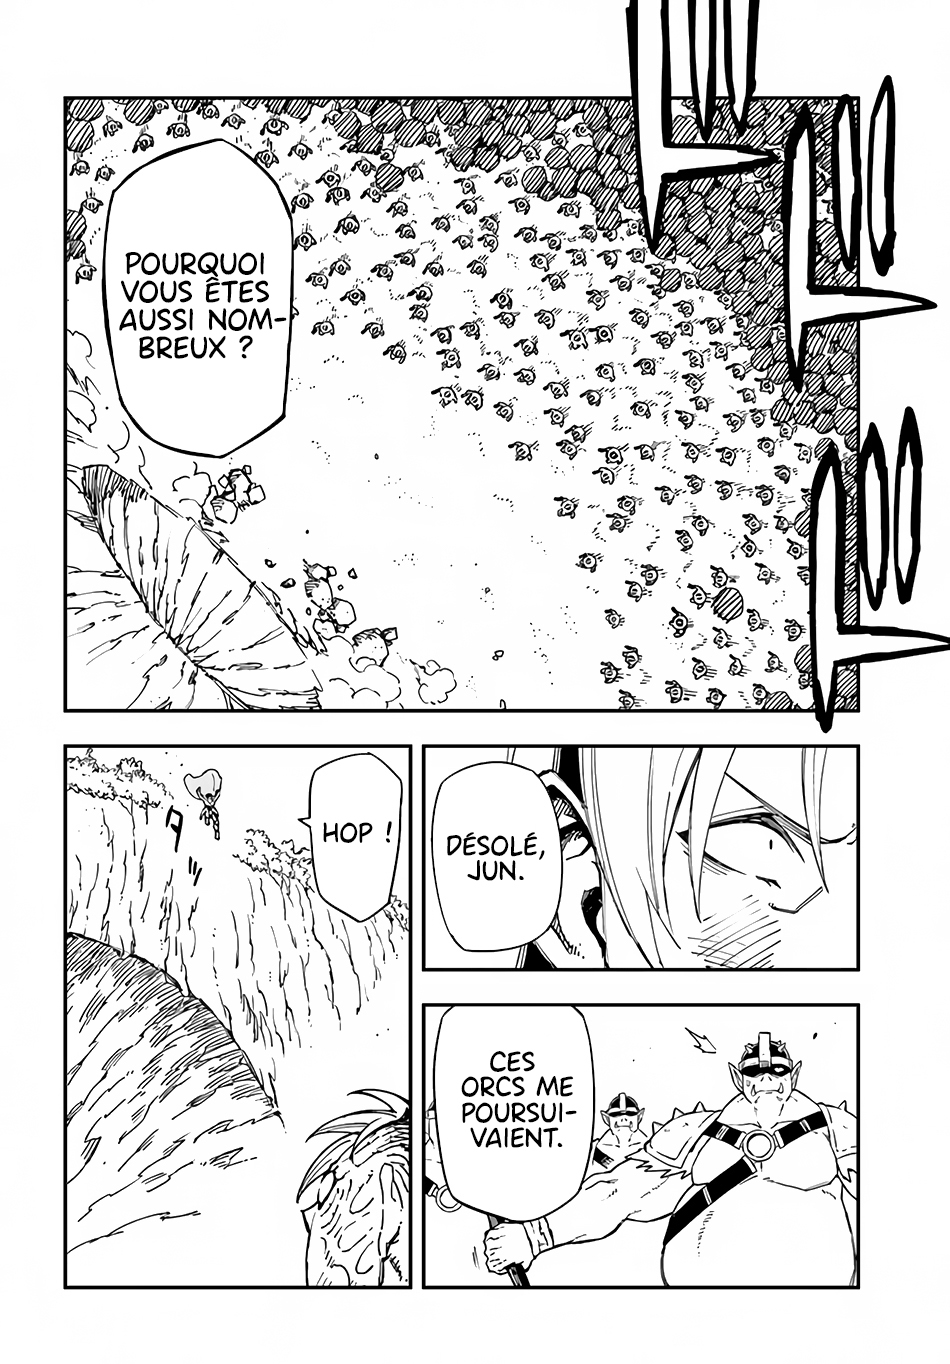 POURQUOI
VOUS ÊTES
AUSSI NOM-
BREUX ?
DÉSOLÉ,
JUN.
HOP !
CES
ORCS ME
POURSUI-
VAIENT.